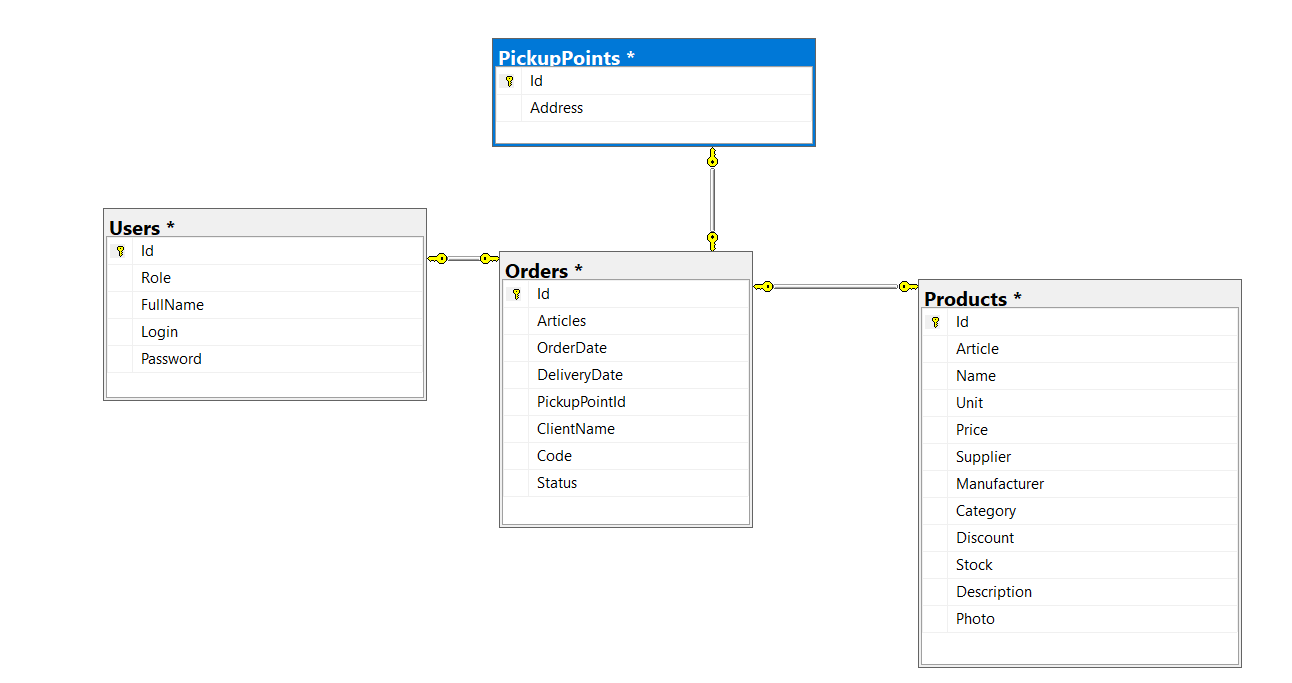 PickupPoints *
Id
Address
Users *
Id
Role
FullName
Login
Password
Orders *
Id
Articles
OrderDate
DeliveryDate
PickupPointId
ClientName
Code
Status
Products *
Id
Article
Name
Unit
Price
Supplier
Manufacturer
Category
Discount
Stock
Description
Photo